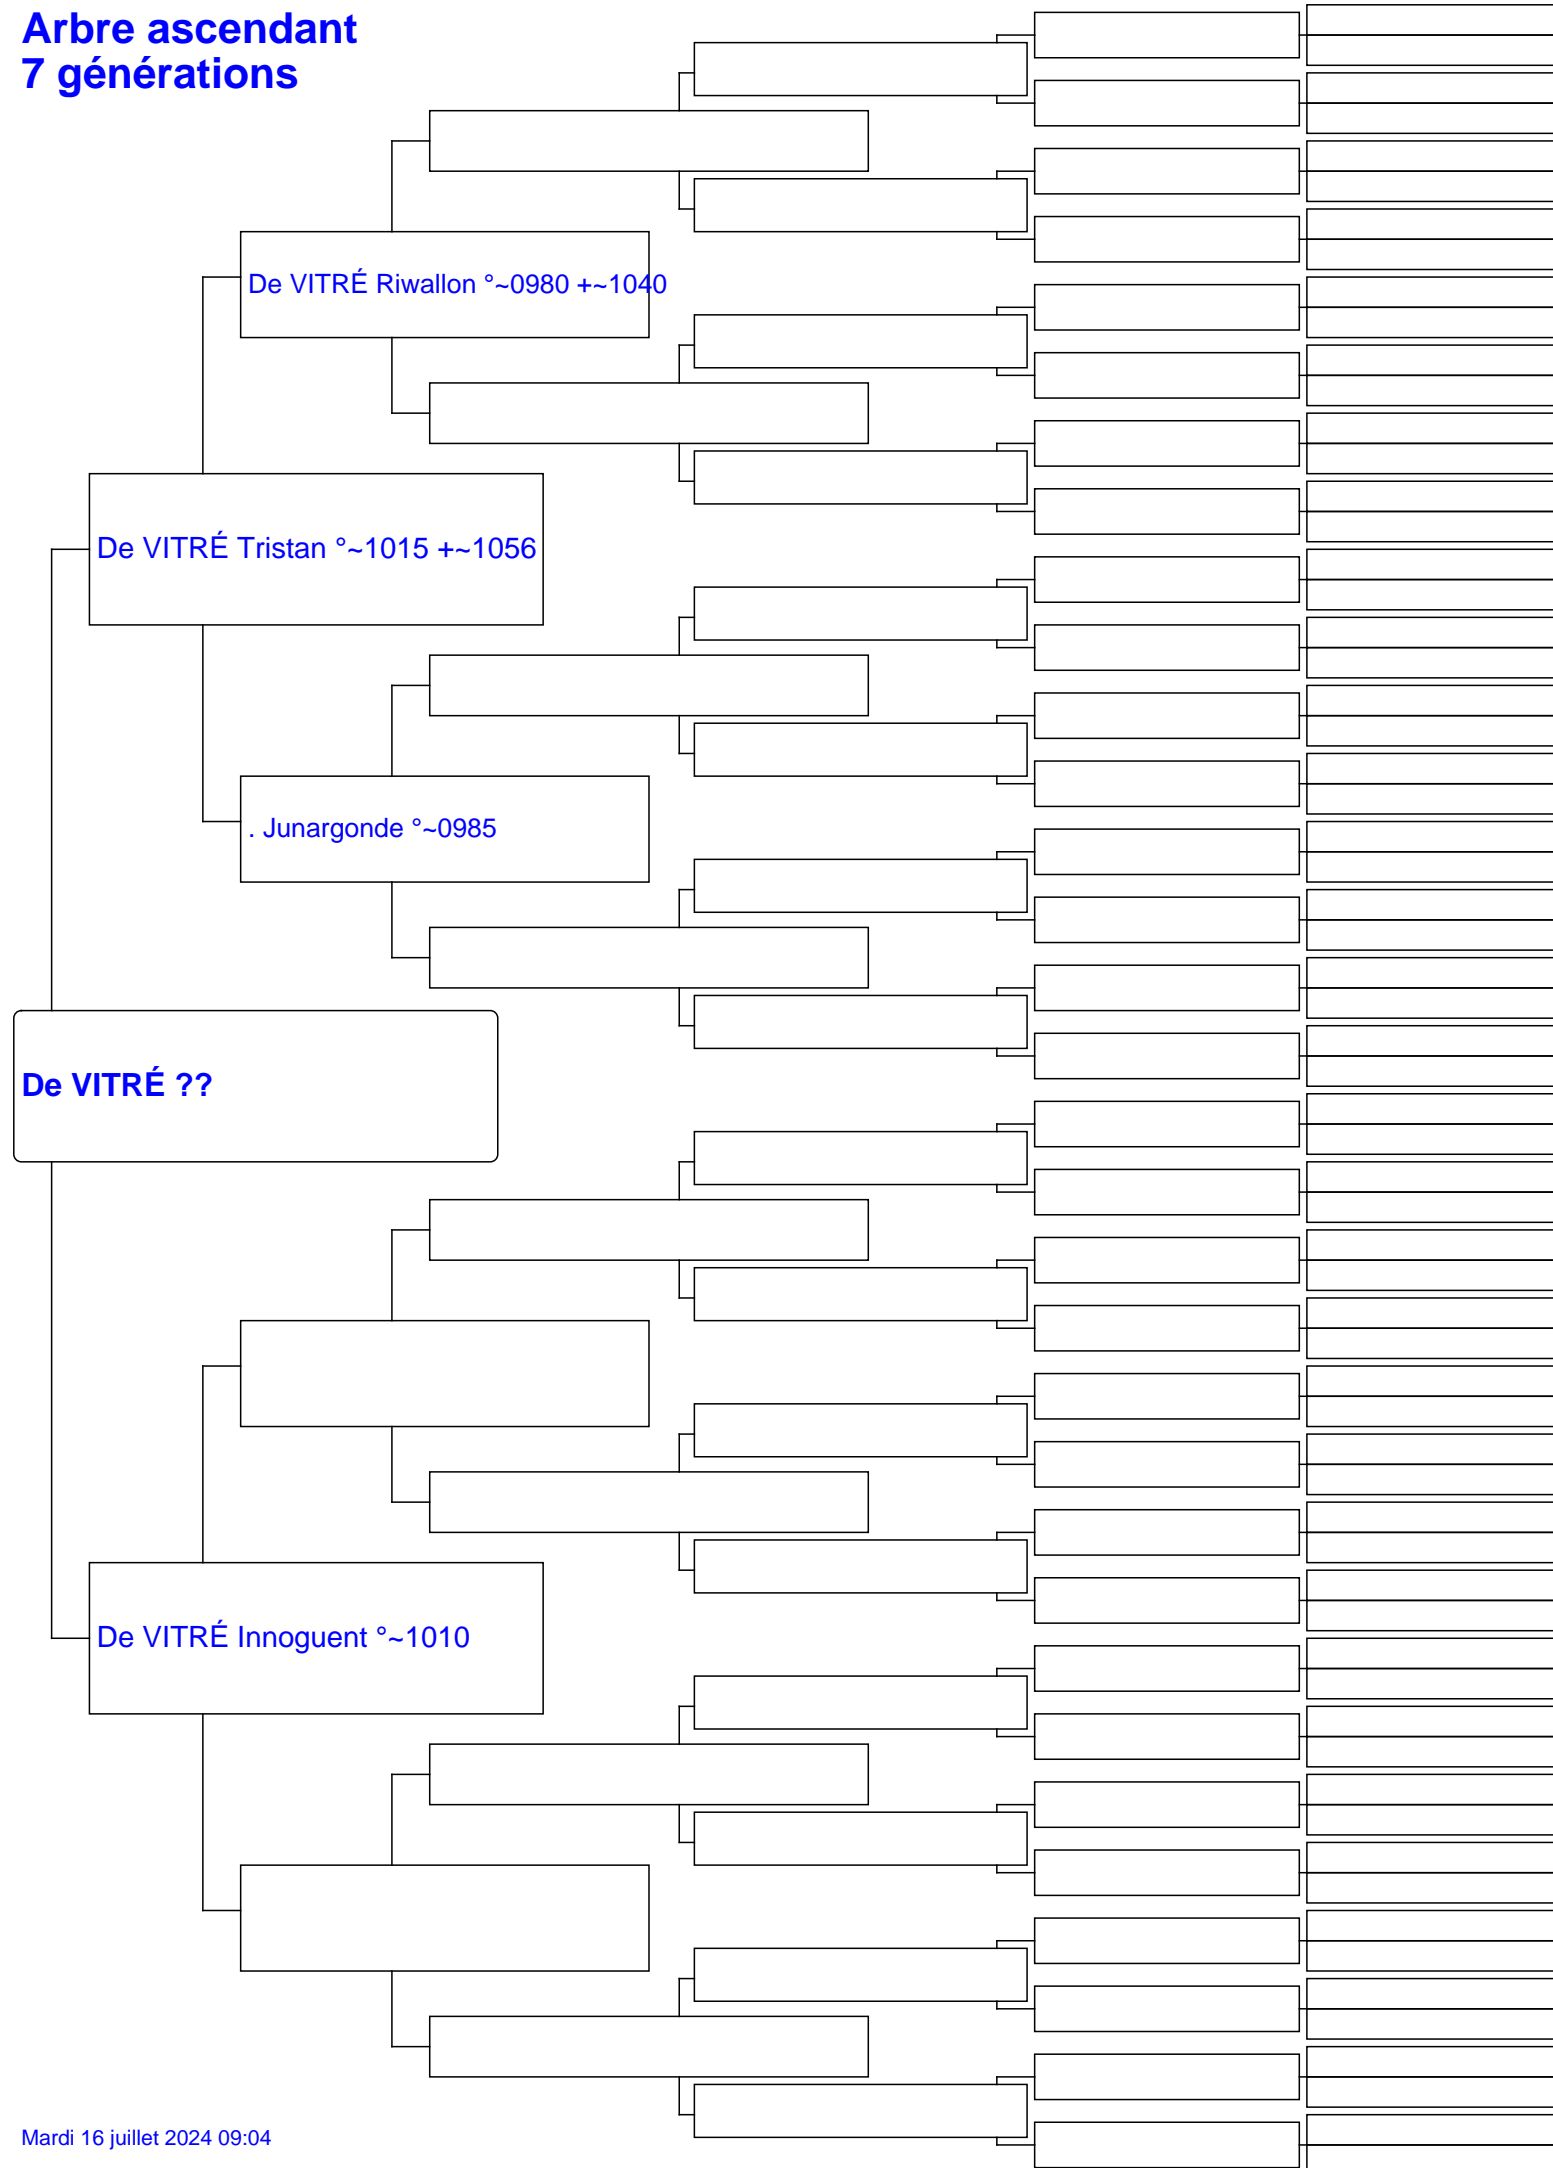 Arbre ascendant
7 générations
De VITRÉ Riwallon °~0980 +~1040
De VITRÉ Tristan °~1015 +~1056
. Junargonde °~0985
De VITRÉ ??
De VITRÉ Innoguent °~1010
Mardi 16 juillet 2024 09:04